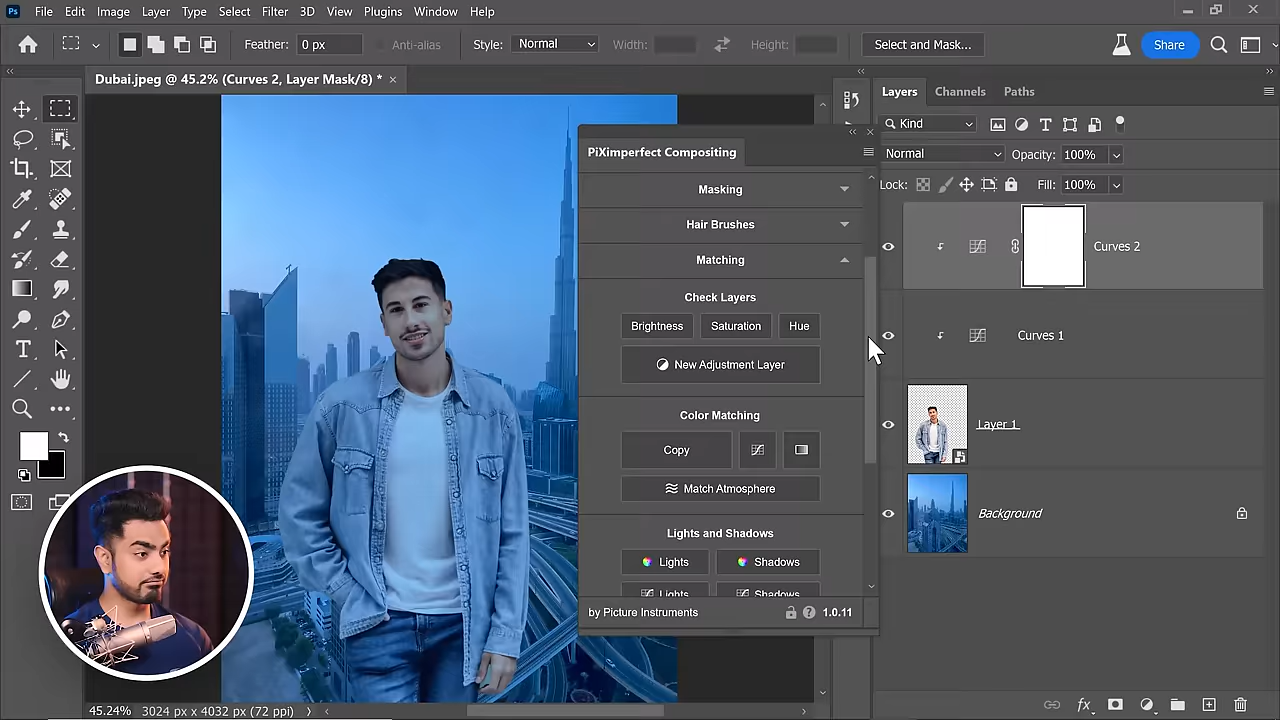 Ps File Edit Image Layer Type Select Filter 3D View Plugins Window Help
Feather: 0 px Anti-alias Style: Normal Width: Height: Select and Mask... Share
Dubai.jpeg @ 45.2% (Curves 2, Layer Mask/8) *
Layers Channels Paths
Kind
PiXimperfect Compositing
Normal Opacity: 100%
Lock: Fill: 100%
Masking
Hair Brushes
Matching
Check Layers
Brightness Saturation Hue
New Adjustment Layer
Color Matching
Copy
Match Atmosphere
Lights and Shadows
Lights Shadows
Lights Shadows
by Picture Instruments 1.0.11
Curves 2
Curves 1
Layer 1
Background
45.24% 3024 px x 4032 px (72 ppi)